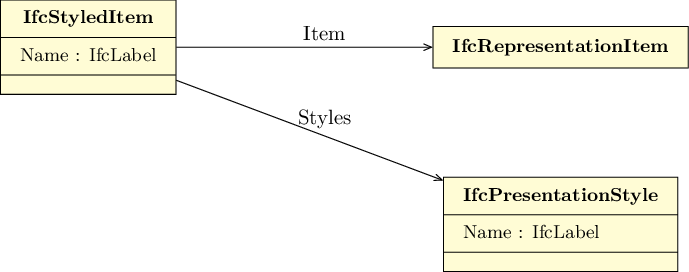 IfcStyledItem
Name : IfcLabel
Item
IfcRepresentationItem
Styles
IfcPresentationStyle
Name : IfcLabel